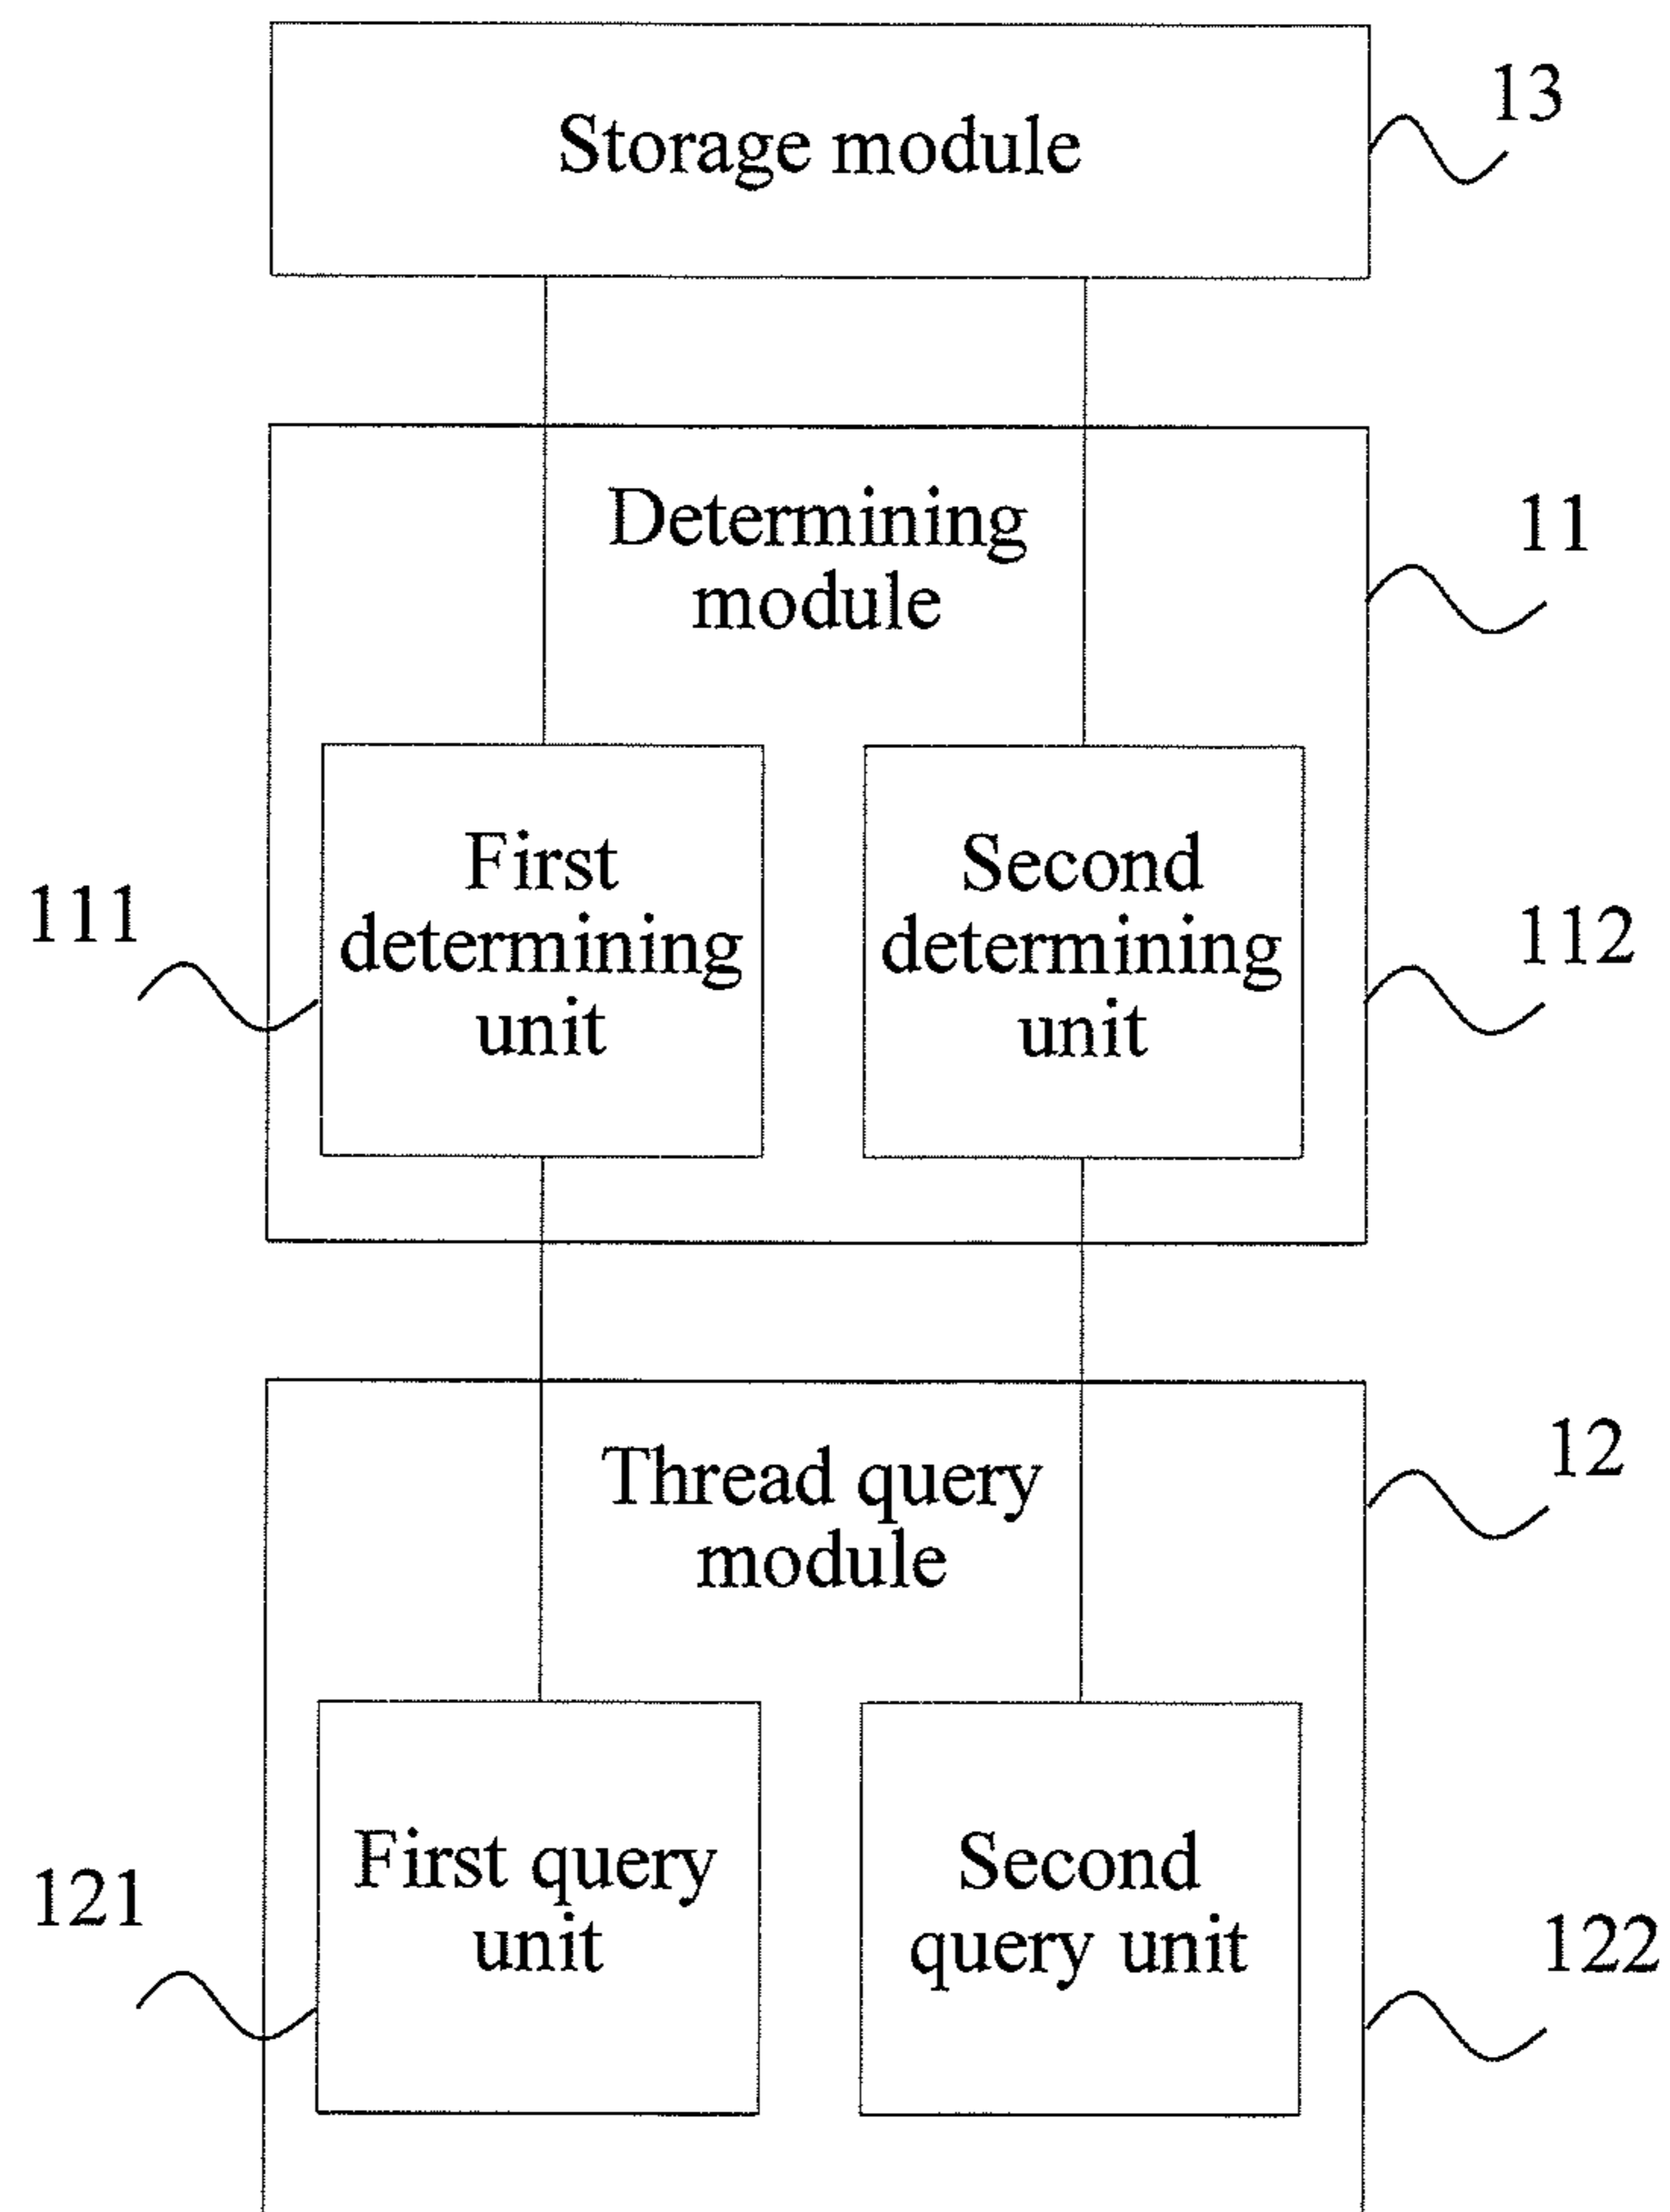 Storage module
13
Determining
module
11
First
determining
unit
Second
determining
unit
111
112
Thread query
module
12
First query
unit
Second
query unit
121
122